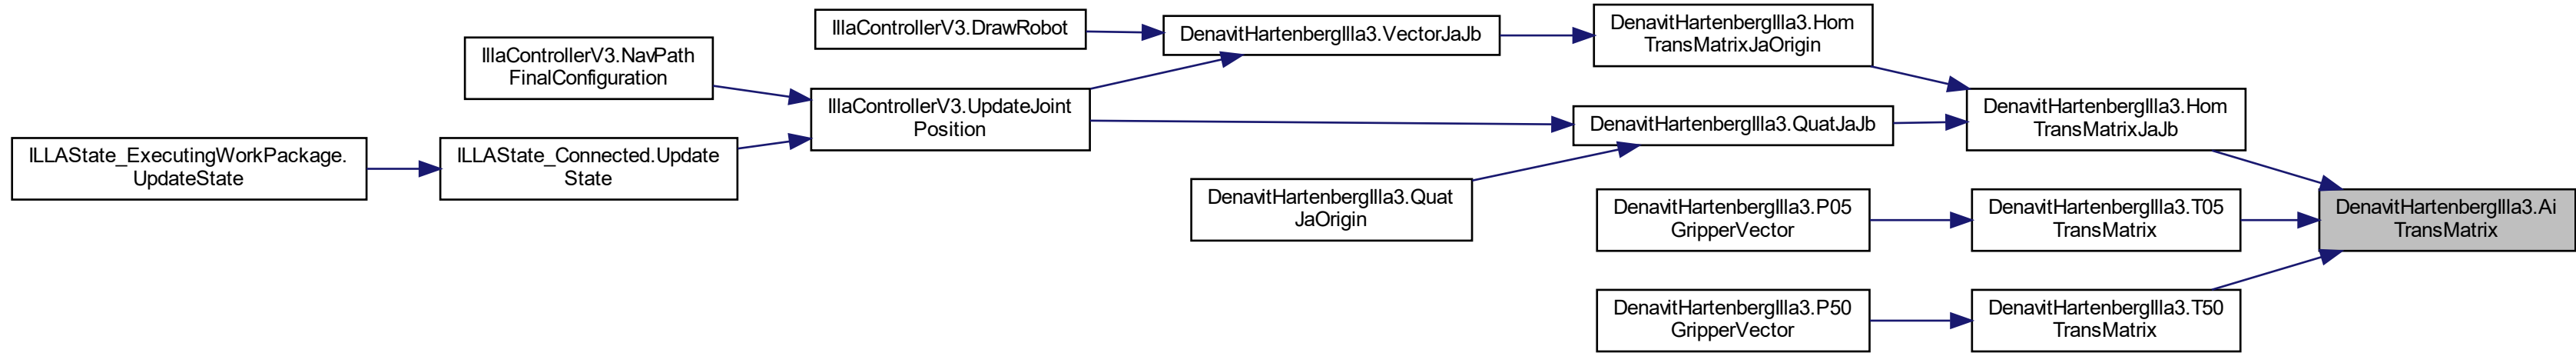 IllaControllerV3.DrawRobot
DenavitHartenbergIlla3.VectorJaJb
DenavitHartenbergIlla3.Hom
TransMatrixJaOrigin
IllaControllerV3.NavPath
FinalConfiguration
IllaControllerV3.UpdateJoint
Position
DenavitHartenbergIlla3.QuatJaJb
DenavitHartenbergIlla3.Hom
TransMatrixJaJb
ILLAState_ExecutingWorkPackage.
UpdateState
ILLAState_Connected.Update
State
DenavitHartenbergIlla3.Quat
JaOrigin
DenavitHartenbergIlla3.P05
GripperVector
DenavitHartenbergIlla3.T05
TransMatrix
DenavitHartenbergIlla3.Ai
TransMatrix
DenavitHartenbergIlla3.P50
GripperVector
DenavitHartenbergIlla3.T50
TransMatrix